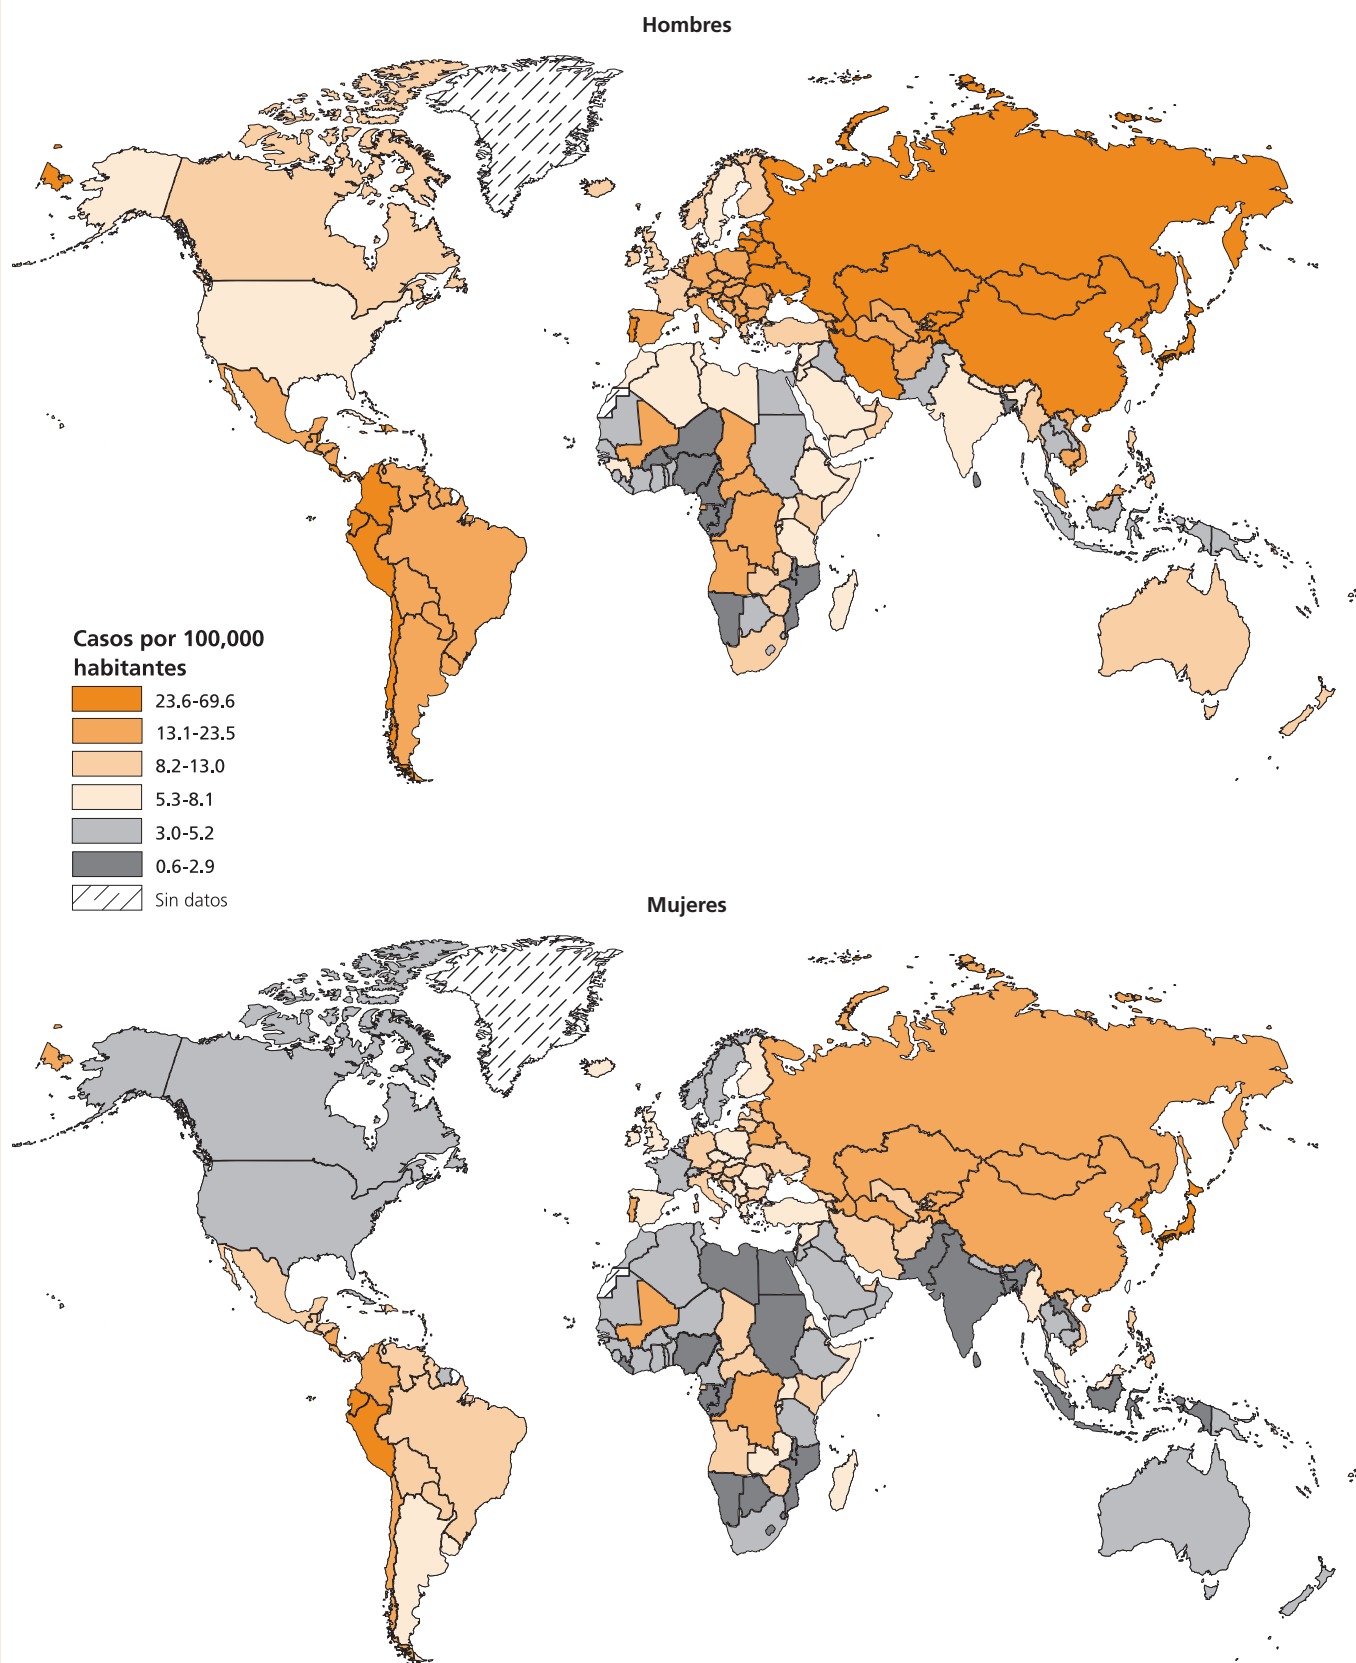 Hombres
Casos por 100,000
habitantes
23.6-69.6
13.1-23.5
8.2-13.0
5.3-8.1
3.0-5.2
0.6-2.9
Sin datos
Mujeres